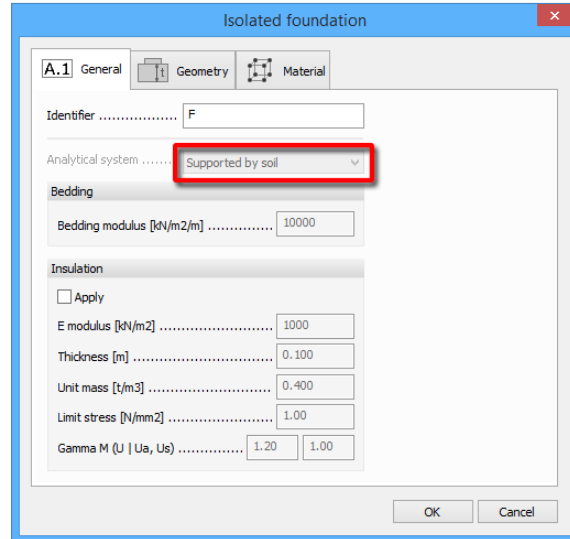 Isolated foundation
A.1 General t Geometry Material
Identifier .................. F
Analytical system ....... Supported by soil
Bedding
Bedding modulus [kN/m2/m] ............... 10000
Insulation
Apply
E modulus [kN/m2] .......................... 1000
Thickness [m] ................................ 0.100
Unit mass [t/m3] ............................ 0.400
Limit stress [N/mm2] ........................ 1.00
Gamma M (U | Ua, Us) ............... 1.20 1.00
OK Cancel